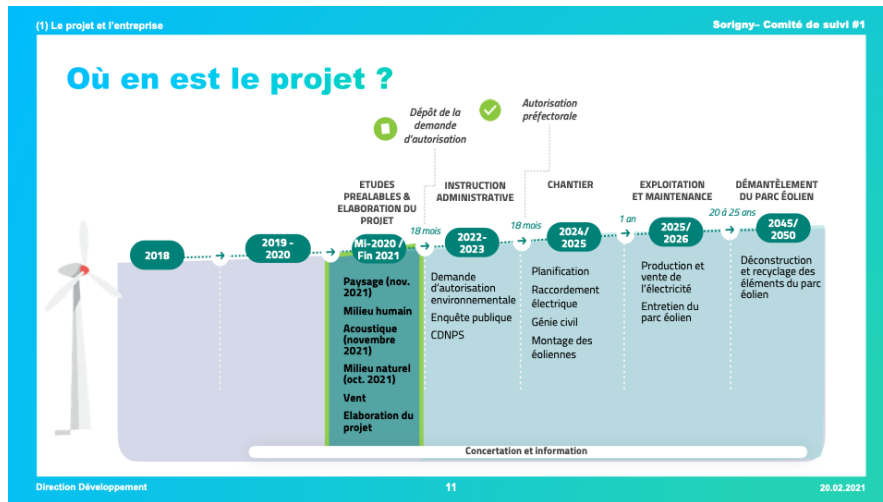 (1) Le projet et l'entreprise
Sorigny– Comité de suivi #1
Où en est le projet ?
Dépôt de la
demande
d'autorisation
Autorisation
préfectorale
ETUDES
PREALABLES &
ELABORATION DU
PROJET
INSTRUCTION
ADMINISTRATIVE
CHANTIER
EXPLOITATION
ET MAINTENANCE
DÉMANTÈLEMENT
DU PARC ÉOLIEN
2018
2019 -
2020
Mi-2020 /
Fin 2021
18 mois
2022-
2023
18 mois
2024/
2025
1 an
2025/
2026
20 à 25 ans
2045/
2050
Paysage (nov.
2021)
Milieu humain
Acoustique
(novembre
2021)
Milieu naturel
(oct. 2021)
Vent
Elaboration du
projet
Demande
d'autorisation
environnementale
Enquête publique
CDNPS
Planification
Raccordement
électrique
Génie civil
Montage des
éoliennes
Production et
vente de
l'électricité
Entretien du
parc éolien
Déconstruction
et recyclage des
éléments du parc
éolien
Concertation et information
Direction Développement
11
20.02.2021